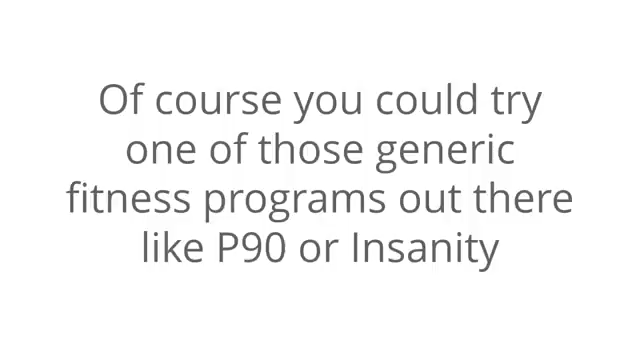 Of course you could try
one of those generic
fitness programs out there
like P90 or Insanity